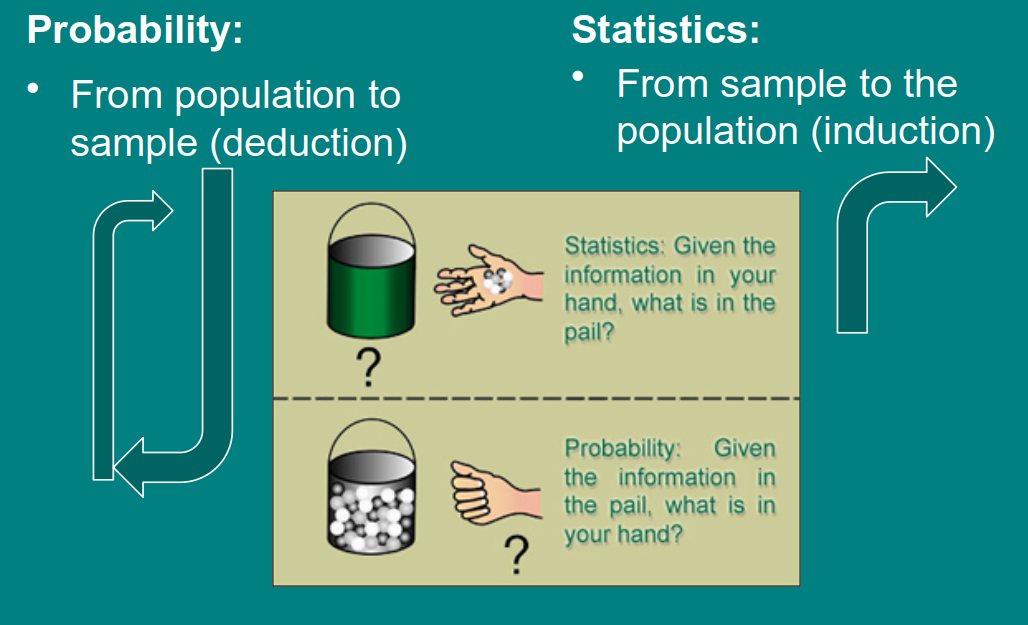 Probability:
• From population to
sample (deduction)
Statistics:
• From sample to the
population (induction)
Statistics: Given the
information in your
hand, what is in the
pail?
?
Probability: Given
the information in
the pail, what is in
your hand?
?